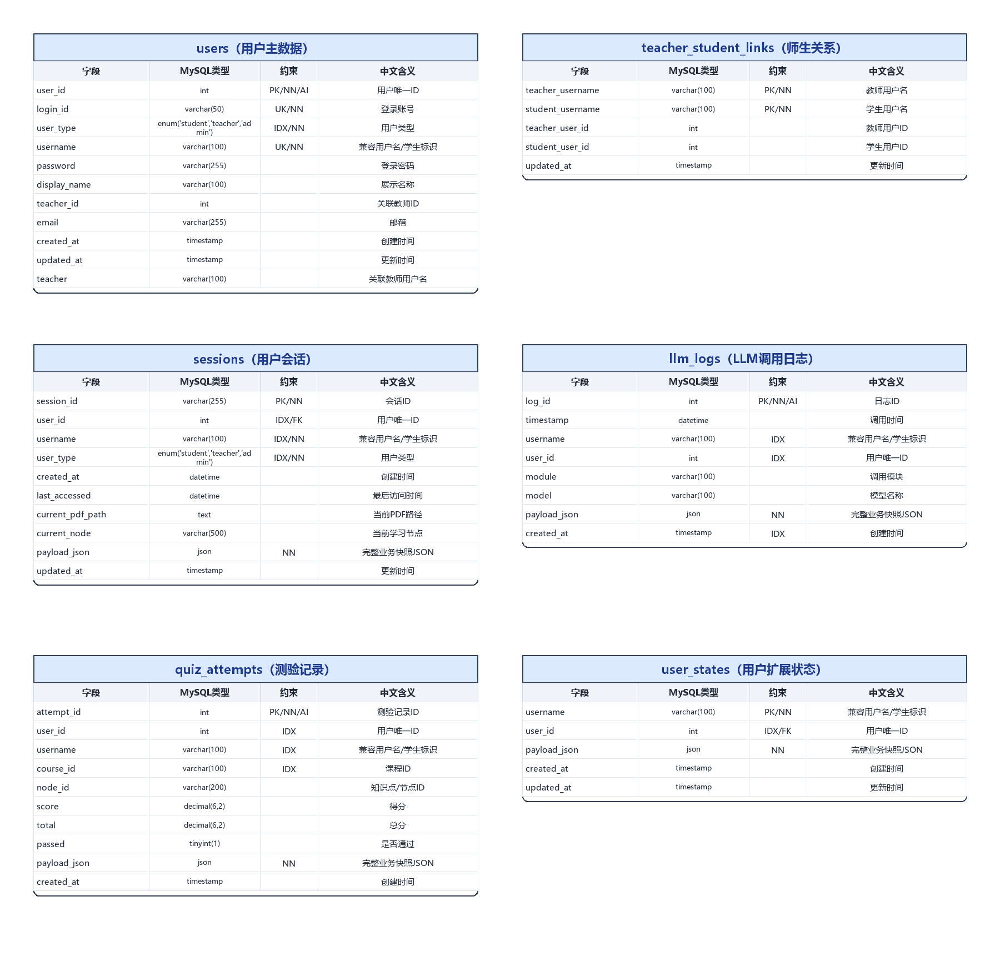 users（用户主数据）
字段 MySQL类型 约束 中文含义
user_id int PK/NN/AI 用户唯一ID
login_id varchar(50) UK/NN 登录账号
user_type enum('student','teacher','ad
min') IDX/NN 用户类型
username varchar(100) UK/NN 兼容用户名/学生标识
password varchar(255) 登录密码
display_name varchar(100) 展示名称
teacher_id int 关联教师ID
email varchar(255) 邮箱
created_at timestamp 创建时间
updated_at timestamp 更新时间
teacher varchar(100) 关联教师用户名
teacher_student_links（师生关系）
字段 MySQL类型 约束 中文含义
teacher_username varchar(100) PK/NN 教师用户名
student_username varchar(100) PK/NN 学生用户名
teacher_user_id int 教师用户ID
student_user_id int 学生用户ID
updated_at timestamp 更新时间
sessions（用户会话）
字段 MySQL类型 约束 中文含义
session_id varchar(255) PK/NN 会话ID
user_id int IDX/FK 用户唯一ID
username varchar(100) IDX/NN 兼容用户名/学生标识
user_type enum('student','teacher','ad
min') IDX/NN 用户类型
created_at datetime 创建时间
last_accessed datetime 最后访问时间
current_pdf_path text 当前PDF路径
current_node varchar(500) 当前学习节点
payload_json json NN 完整业务快照JSON
updated_at timestamp 更新时间
llm_logs（LLM调用日志）
字段 MySQL类型 约束 中文含义
log_id int PK/NN/AI 日志ID
timestamp datetime 调用时间
username varchar(100) IDX 兼容用户名/学生标识
user_id int IDX 用户唯一ID
module varchar(100) 调用模块
model varchar(100) 模型名称
payload_json json NN 完整业务快照JSON
created_at timestamp IDX 创建时间
quiz_attempts（测验记录）
字段 MySQL类型 约束 中文含义
attempt_id int PK/NN/AI 测验记录ID
user_id int IDX 用户唯一ID
username varchar(100) IDX 兼容用户名/学生标识
course_id varchar(100) IDX 课程ID
node_id varchar(200) 知识点/节点ID
score decimal(6,2) 得分
total decimal(6,2) 总分
passed tinyint(1) 是否通过
payload_json json NN 完整业务快照JSON
created_at timestamp 创建时间
user_states（用户扩展状态）
字段 MySQL类型 约束 中文含义
username varchar(100) PK/NN 兼容用户名/学生标识
user_id int IDX/FK 用户唯一ID
payload_json json NN 完整业务快照JSON
created_at timestamp 创建时间
updated_at timestamp 更新时间